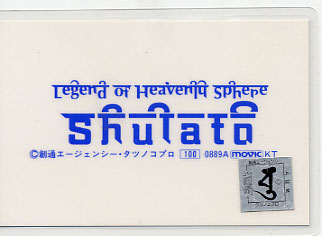 Legend of Heavenly Sphere
Shulato
©創通エージェンシー・タツノコプロ 100 0889A movic KT